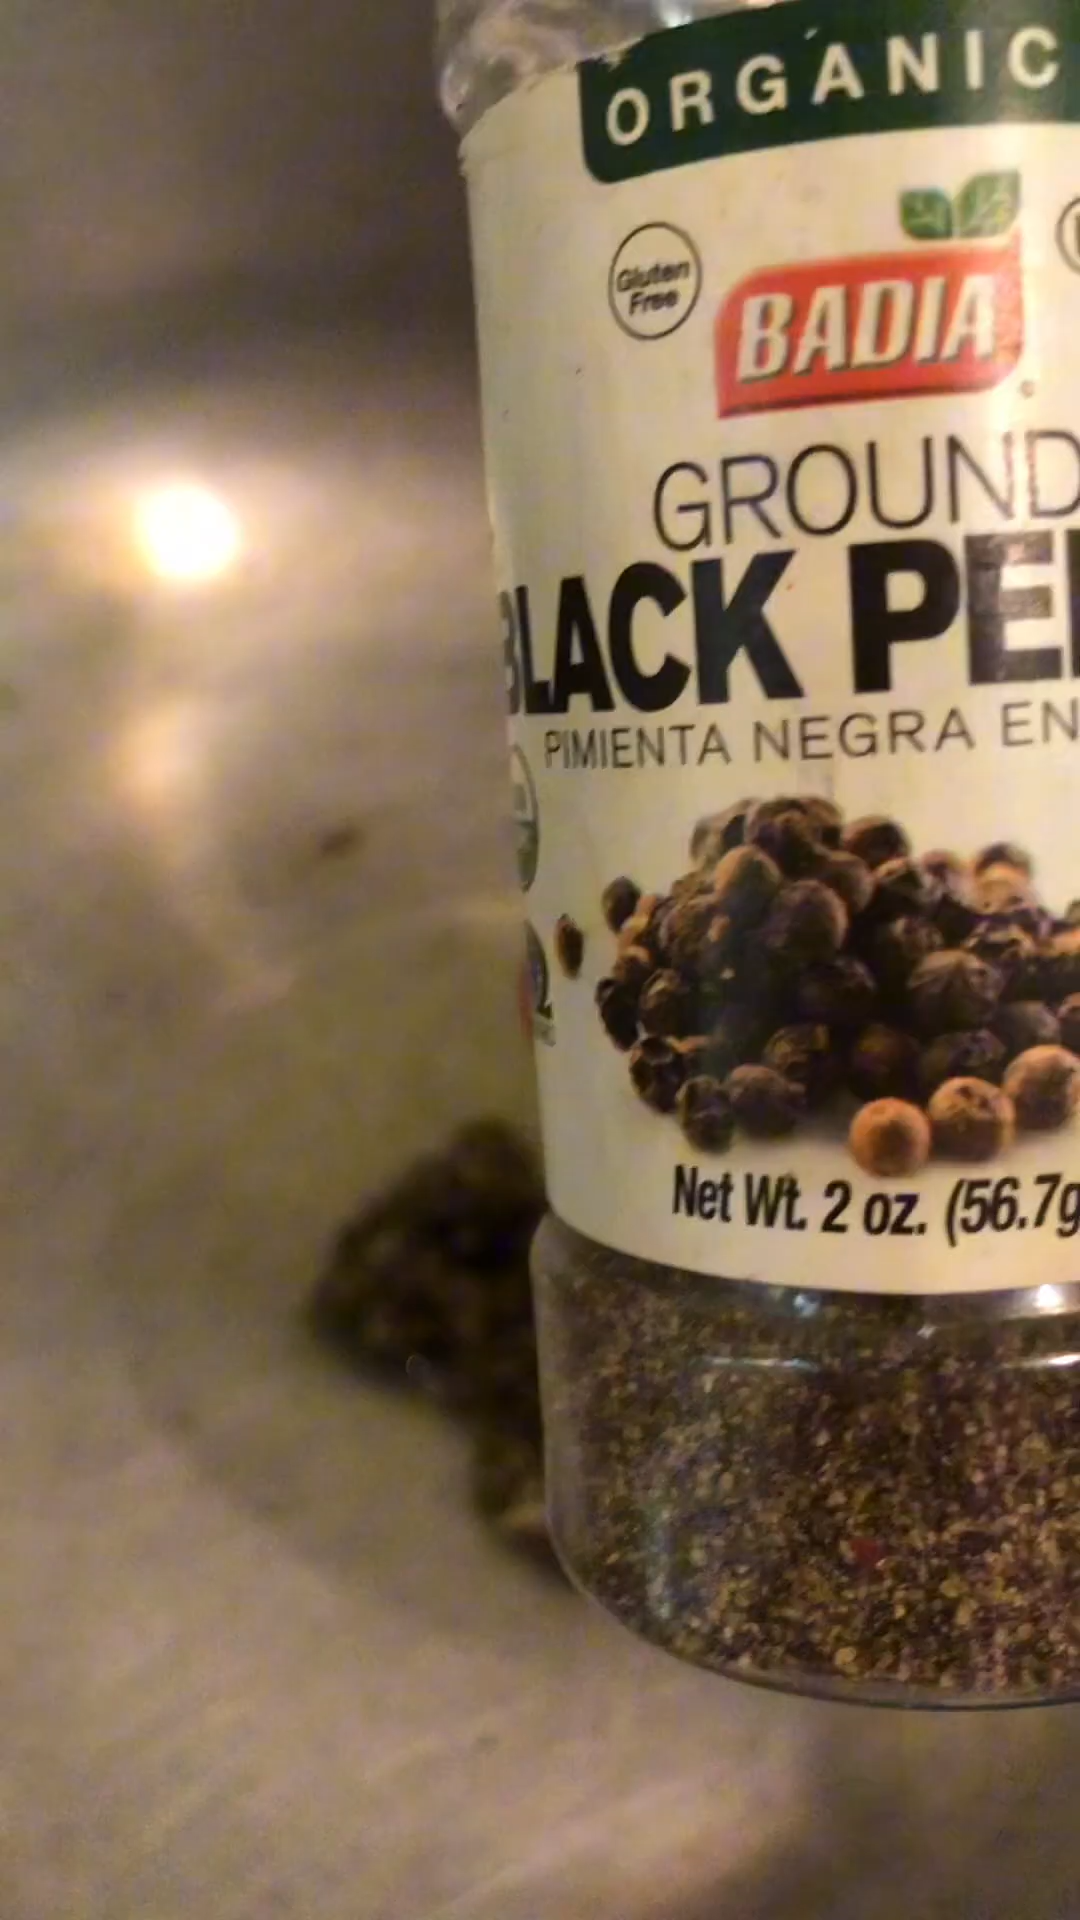 ORGANIC
Gluten
Free
BADIA
GROUND
BLACK PE
PIMIENTA NEGRA EN
Net Wt. 2 oz. (56.7g